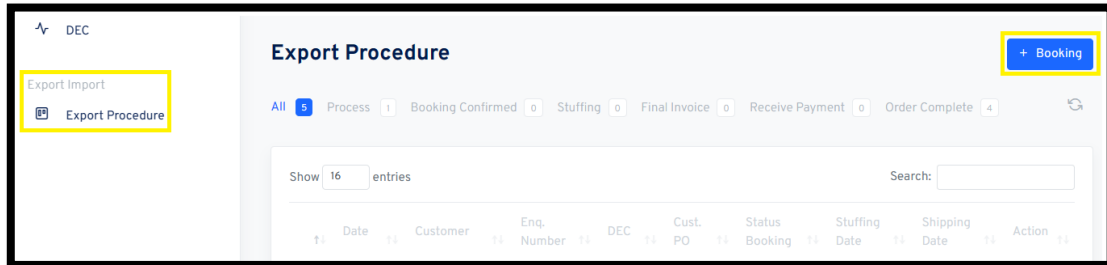 DEC
Export Import
Export Procedure
Export Procedure
+ Booking
All 5 Process 1 Booking Confirmed 0 Stuffing 0 Final Invoice 0 Receive Payment 0 Order Complete 4
Show 16 entries
Search:
Date Customer Enq. Number DEC Cust. PO Status Booking Stuffing Date Shipping Date Action